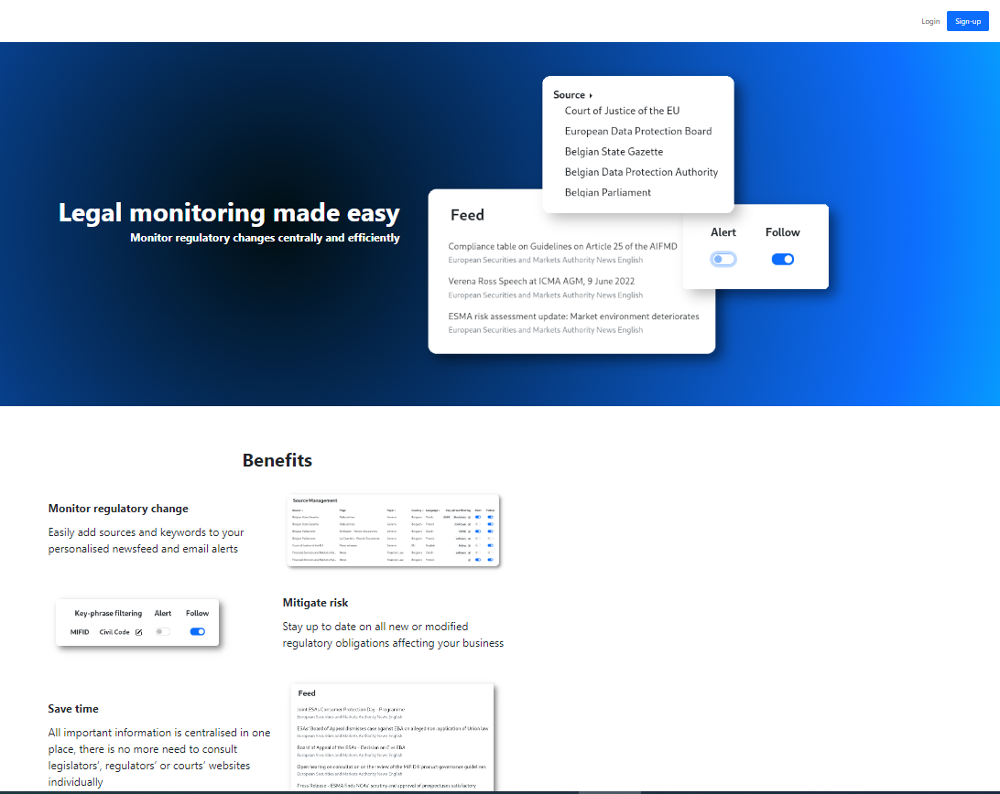 Login
Sign-up
Source
Court of Justice of the EU
European Data Protection Board
Belgian State Gazette
Belgian Data Protection Authority
Belgian Parliament
Legal monitoring made easy
Monitor regulatory changes centrally and efficiently
Feed
Compliance table on Guidelines on Article 25 of the AIFMD
European Securities and Markets Authority News English
Verena Ross Speech at ICMA AGM, 9 June 2022
European Securities and Markets Authority News English
ESMA risk assessment update: Market environment deteriorates
European Securities and Markets Authority News English
Alert Follow
Benefits
Monitor regulatory change
Easily add sources and keywords to your
personalised newsfeed and email alerts
Source Management
Key-phrase filtering Alert Follow
MIFID Civil Code
Mitigate risk
Stay up to date on all new or modified
regulatory obligations affecting your business
Save time
All important information is centralised in one
place, there is no more need to consult
legislators’, regulators’ or courts’ websites
individually
Feed
Joint ESAs Consumer Protection Day - Programme
European Securities and Markets Authority News English
ESAs' Board of Appeal dismisses case against EBA on alleged non-application of Union law
European Securities and Markets Authority News English
Board of Appeal of the ESAs - Decision on C vs EBA
European Securities and Markets Authority News English
Open hearing on consultation on the review of the MiFID II product governance guidelines
European Securities and Markets Authority News English
Press Release - ESMA finds NCAs' scrutiny and approval of prospectuses satisfactory